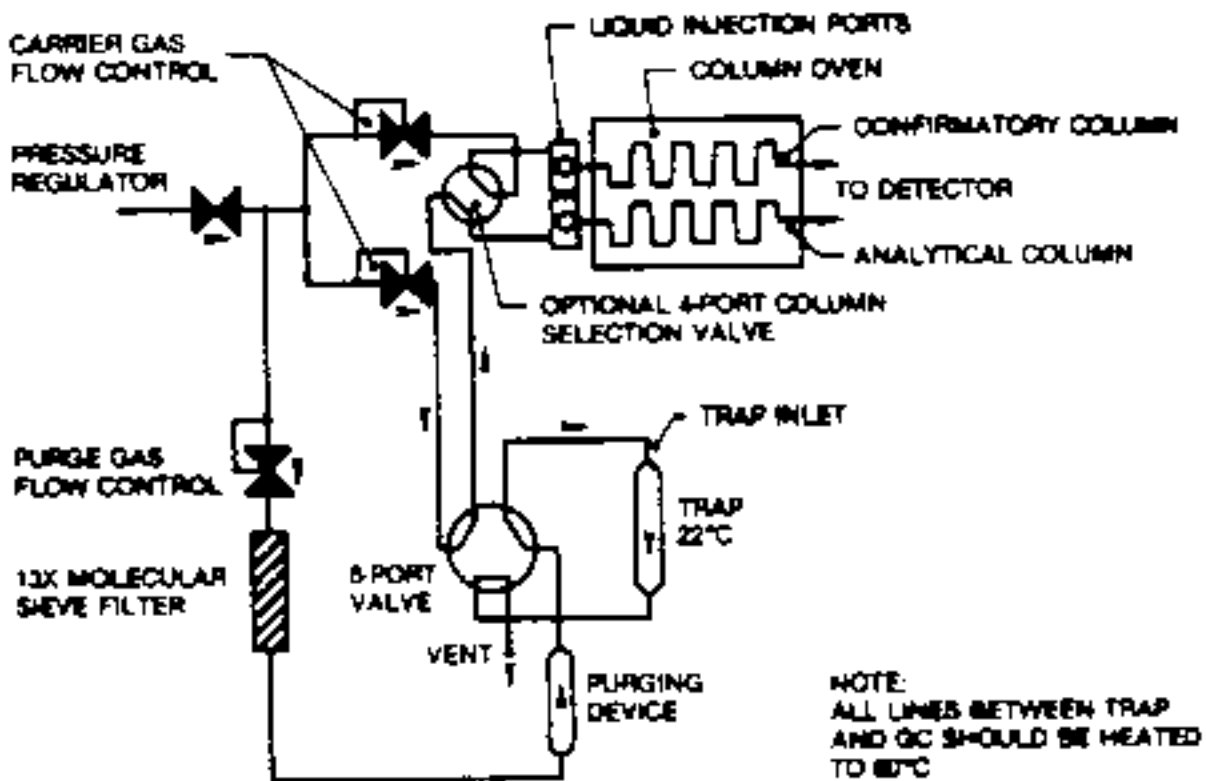 CARRIER GAS
FLOW CONTROL
LIQUID INJECTION PORTS
COLUMN OVEN
CONFIRMATORY COLUMN
PRESSURE
REGULATOR
TO DETECTOR
ANALYTICAL COLUMN
OPTIONAL 4-PORT COLUMN
SELECTION VALVE
TRAP INLET
PURGE GAS
FLOW CONTROL
TRAP
22°C
13X MOLECULAR
SIEVE FILTER
PORT
VALVE
VENT
PURGING
DEVICE
NOTE:
ALL LINES BETWEEN TRAP
AND GC SHOULD BE HEATED
TO